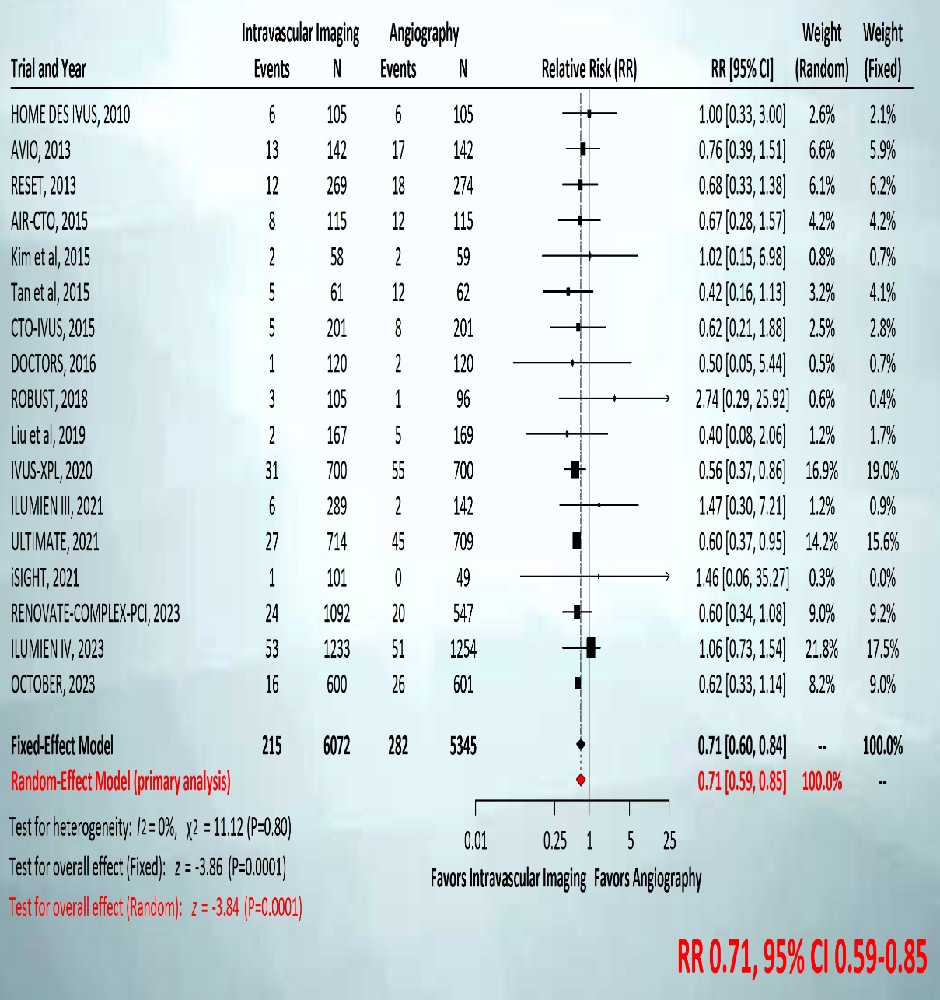 Intravascular Imaging Angiography Weight Weight
Trial and Year Events N Events N Relative Risk (RR) RR [95% CI] (Random) (Fixed)
HOME DES IVUS, 2010 6 105 6 105 1.00 [0.33, 3.00] 2.6% 2.1%
AVIO, 2013 13 142 17 142 0.76 [0.39, 1.51] 6.6% 5.9%
RESET, 2013 12 269 18 274 0.68 [0.33, 1.38] 6.1% 6.2%
AIR-CTO, 2015 8 115 12 115 0.67 [0.28, 1.57] 4.2% 4.2%
Kim et al, 2015 2 58 2 59 1.02 [0.15, 6.98] 0.8% 0.7%
Tan et al, 2015 5 61 12 62 0.42 [0.16, 1.13] 3.2% 4.1%
CTO-IVUS, 2015 5 201 8 201 0.62 [0.21, 1.88] 2.5% 2.8%
DOCTORS, 2016 1 120 2 120 0.50 [0.05, 5.44] 0.5% 0.7%
ROBUST, 2018 3 105 1 96 2.74 [0.29, 25.92] 0.6% 0.4%
Liu et al, 2019 2 167 5 169 0.40 [0.08, 2.06] 1.2% 1.7%
IVUS-XPL, 2020 31 700 55 700 0.56 [0.37, 0.86] 16.9% 19.0%
ILUMIEN III, 2021 6 289 2 142 1.47 [0.30, 7.21] 1.2% 0.9%
ULTIMATE, 2021 27 714 45 709 0.60 [0.37, 0.95] 14.2% 15.6%
iSIGHT, 2021 1 101 0 49 1.46 [0.06, 35.27] 0.3% 0.0%
RENOVATE-COMPLEX-PCI, 2023 24 1092 20 547 0.60 [0.34, 1.08] 9.0% 9.2%
ILUMIEN IV, 2023 53 1233 51 1254 1.06 [0.73, 1.54] 21.8% 17.5%
OCTOBER, 2023 16 600 26 601 0.62 [0.33, 1.14] 8.2% 9.0%
Fixed-Effect Model 215 6072 282 5345 0.71 [0.60, 0.84] -- 100.0%
Random-Effect Model (primary analysis) 0.71 [0.59, 0.85] 100.0% --
Test for heterogeneity: I2 = 0%, χ2 = 11.12 (P=0.80)
0.01 0.25 1 5 25
Test for overall effect (Fixed): z = -3.86 (P=0.0001)
Favors Intravascular Imaging Favors Angiography
Test for overall effect (Random): z = -3.84 (P=0.0001)
RR 0.71, 95% CI 0.59-0.85